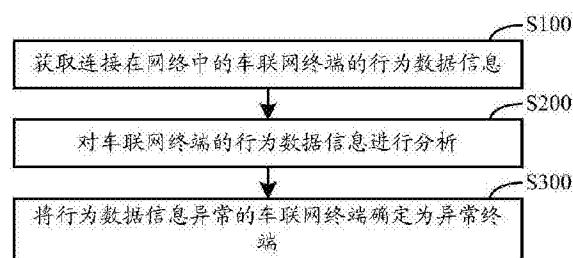 S100
获取连接在网络中的车联网终端的行为数据信息
S200
对车联网终端的行为数据信息进行分析
S300
将行为数据信息异常的车联网终端确定为异常终
端